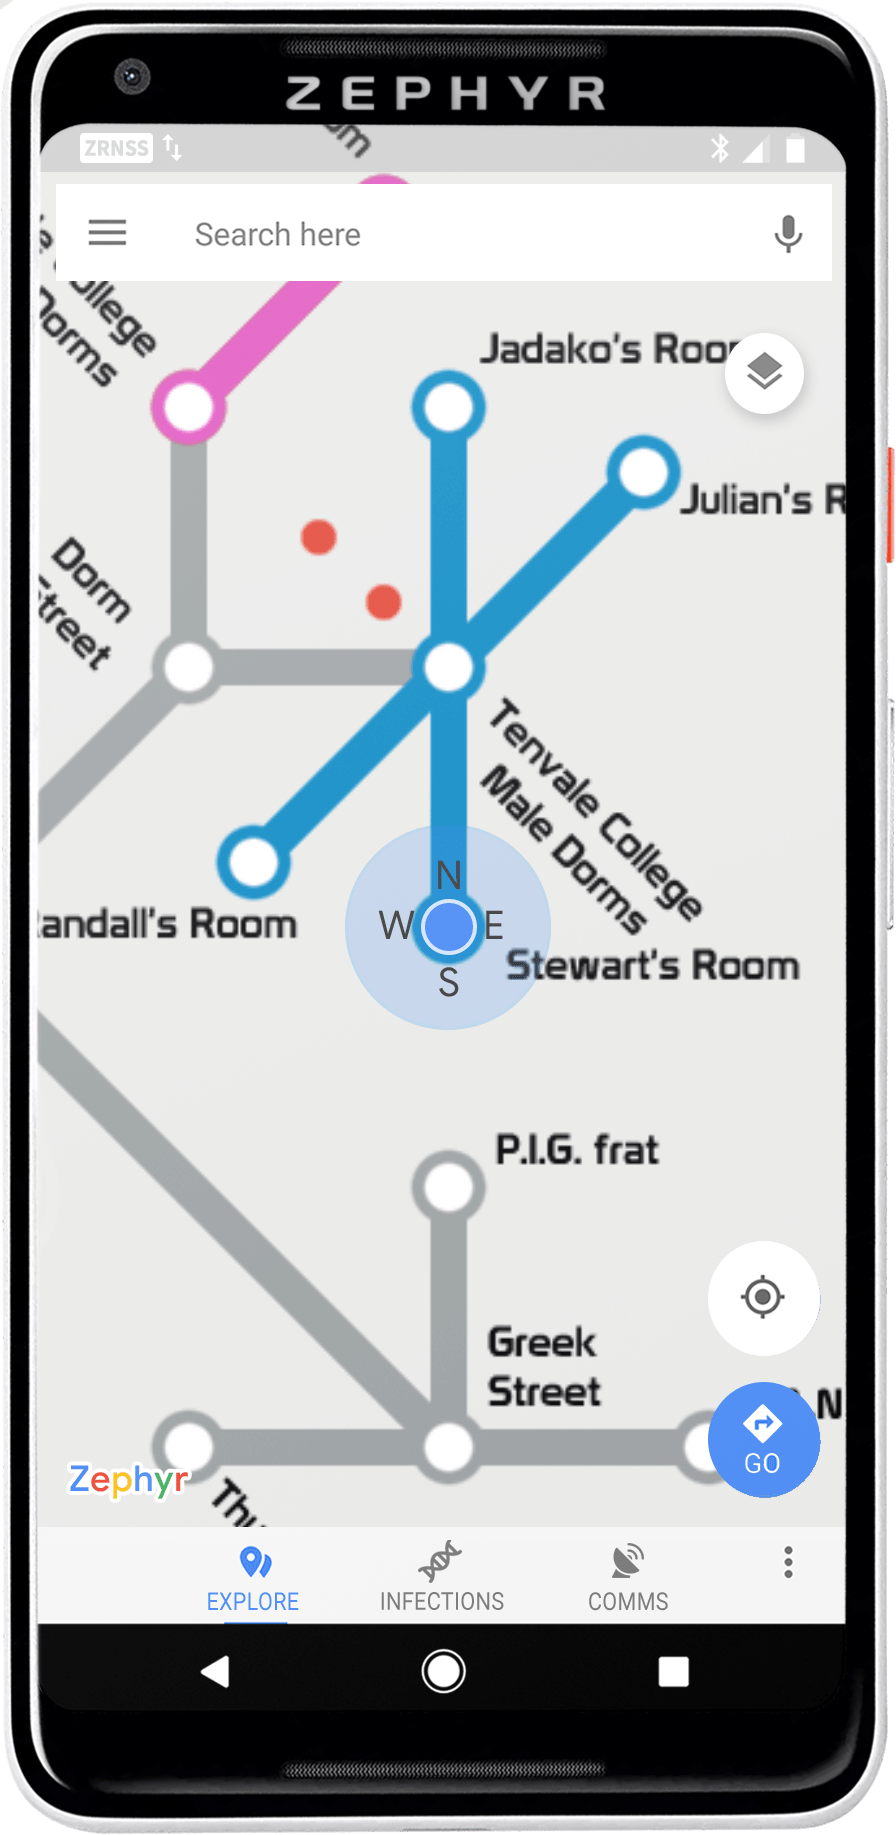 ZEPHYR
ZRNSS
Search here
ollege
Dorms
Jadako's Roo
Julian's R
Dorm
Street
Tenvale College
Male Dorms
andall's Room
N
W E
S
Stewart's Room
P.I.G. frat
Greek
Street
N
GO
Zephyr
Thu
EXPLORE
INFECTIONS
COMMS